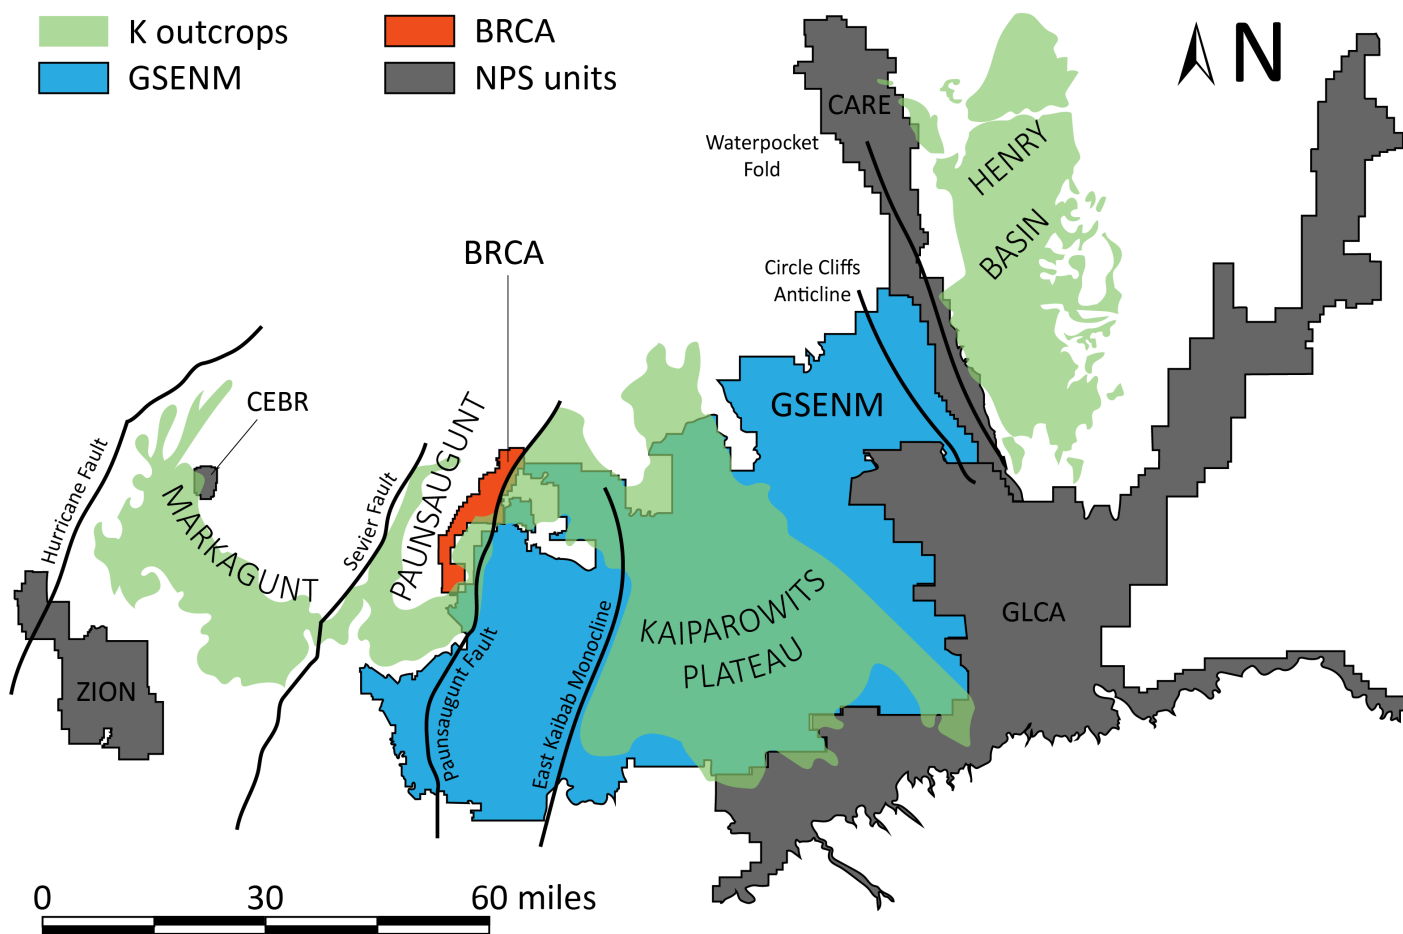 K outcrops
BRCA
GSENM
NPS units
N
CARE
Waterpocket
Fold
HENRY
BASIN
BRCA
Circle Cliffs
Anticline
CEBR
GSENM
Hurricane Fault
MARKAGUNT
Sevier Fault
PAUNSAUGUNT
KAIPAROWITS
PLATEAU
GLCA
ZION
Paunsaugunt Fault
East Kaibab Monocline
0 30 60 miles